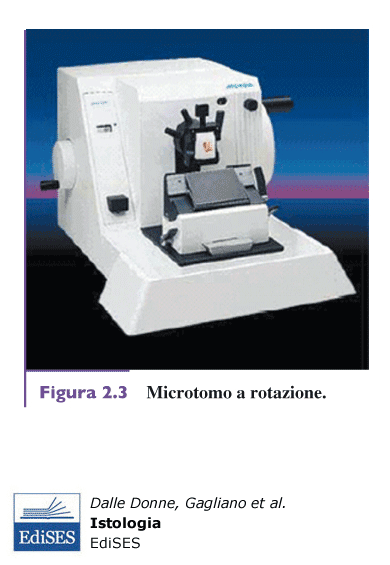 Figura 2.3 Microtomo a rotazione.
Dalle Donne, Gagliano et al.
Istologia
EdiSES
EdiSES